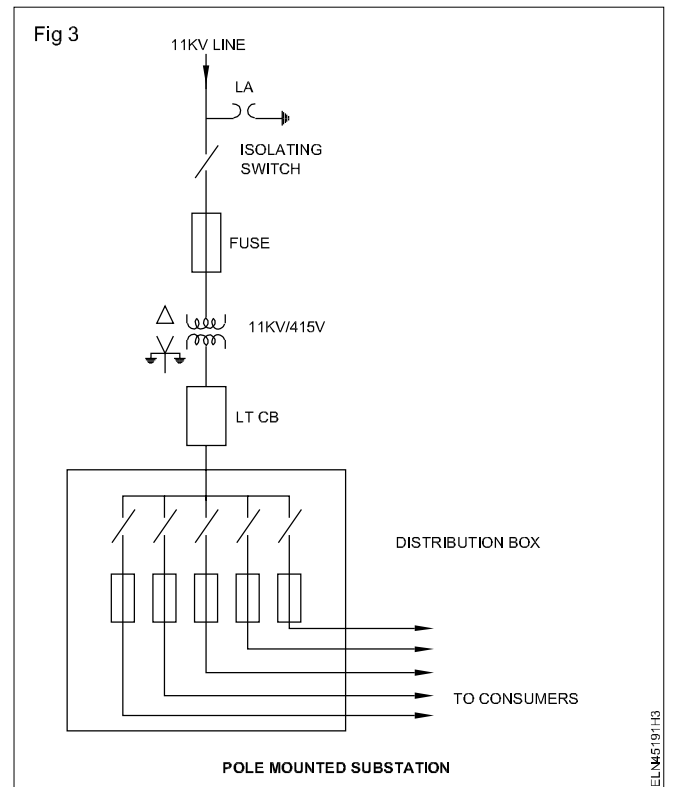 Fig 3
11KV LINE
LA
ISOLATING
SWITCH
FUSE
11KV/415V
LT CB
DISTRIBUTION BOX
TO CONSUMERS
POLE MOUNTED SUBSTATION
ELN45191H3